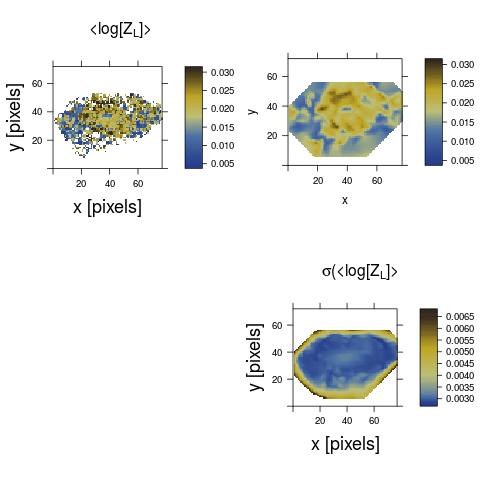 <log[Z_L]>
0.030
0.025
0.020
0.015
0.010
0.005
60
40
20
y [pixels]
20 40 60
x [pixels]
0.030
0.025
0.020
0.015
0.010
0.005
60
40
20
y
20 40 60
x
σ(<log[Z_L]>
0.0065
0.0060
0.0055
0.0050
0.0045
0.0040
0.0035
0.0030
60
40
20
y [pixels]
20 40 60
x [pixels]